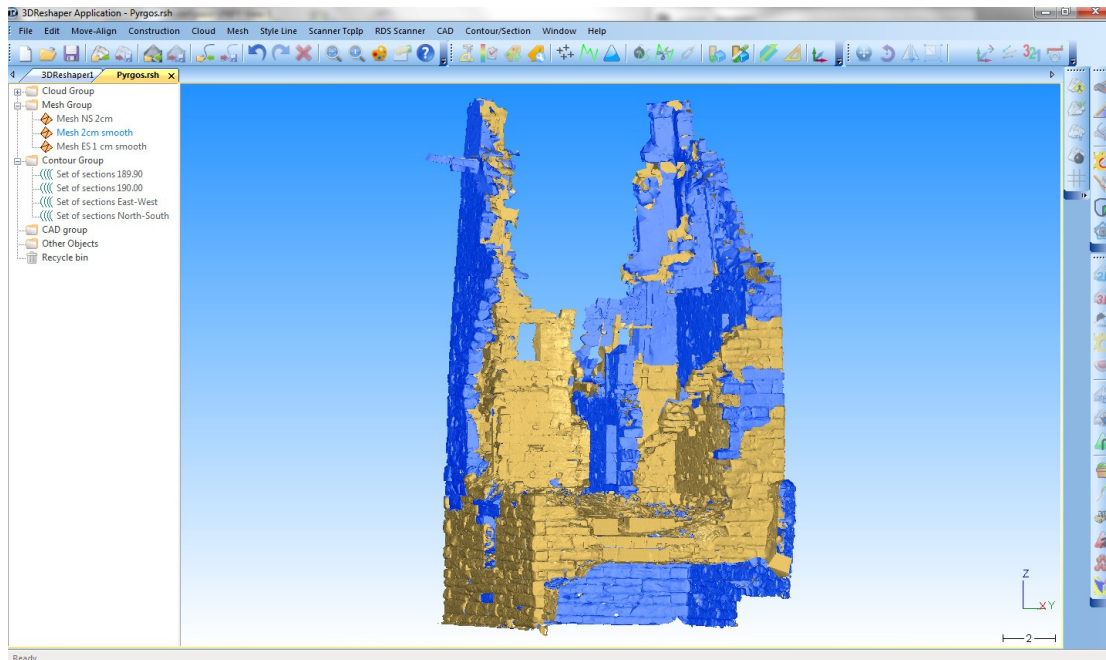 3DReshaper Application - Pyrgos.rsh
File Edit Move-Align Construction Cloud Mesh Style Line Scanner TcpIp RDS Scanner CAD Contour/Section Window Help
3DReshaper1 Pyrgos.rsh
Cloud Group
Mesh Group
Mesh NS 2cm
Mesh 2cm smooth
Mesh ES 1 cm smooth
Contour Group
Set of sections 189.90
Set of sections 190.00
Set of sections East-West
Set of sections North-South
CAD group
Other Objects
Recycle bin
Z
X Y
2
Ready